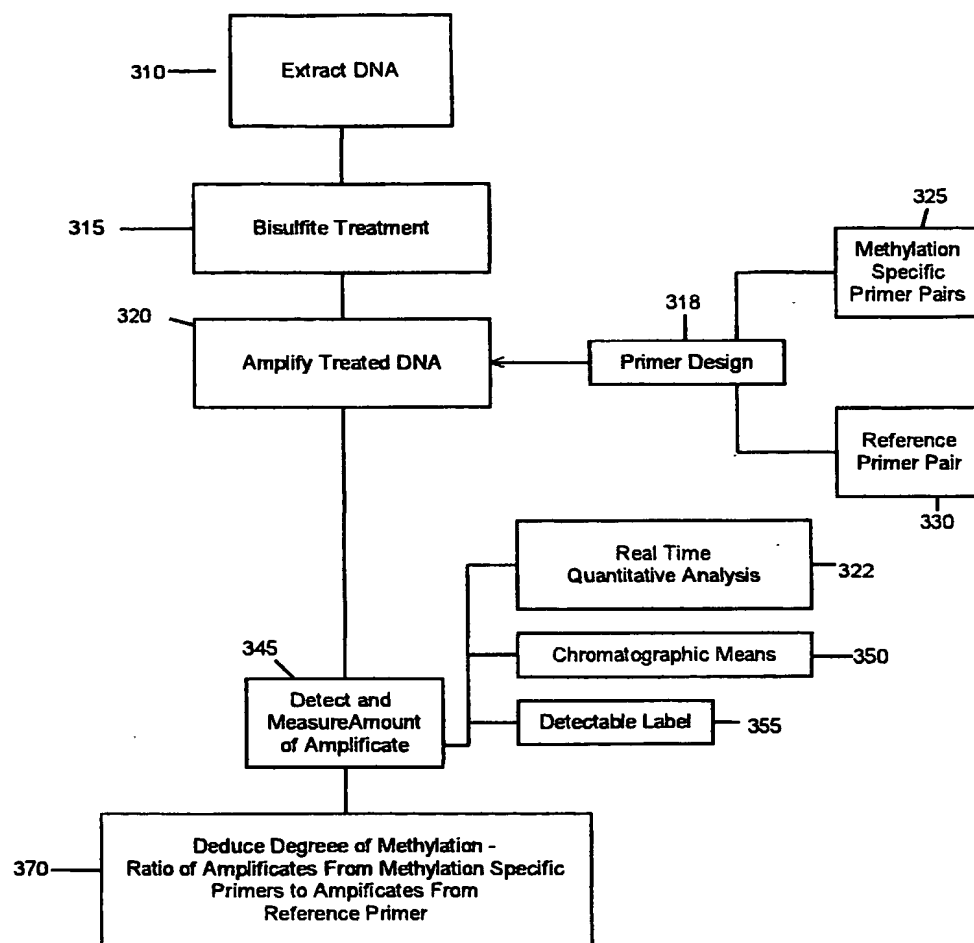 310
Extract DNA
315
Bisulfite Treatment
325
Methylation
Specific
Primer Pairs
320
Amplify Treated DNA
318
Primer Design
Reference
Primer Pair
330
Real Time
Quantitative Analysis
322
345
Chromatographic Means
350
Detect and
MeasureAmount
of Amplificate
Detectable Label
355
370
Deduce Degreee of Methylation -
Ratio of Amplificates From Methylation Specific
Primers to Ampificates From
Reference Primer